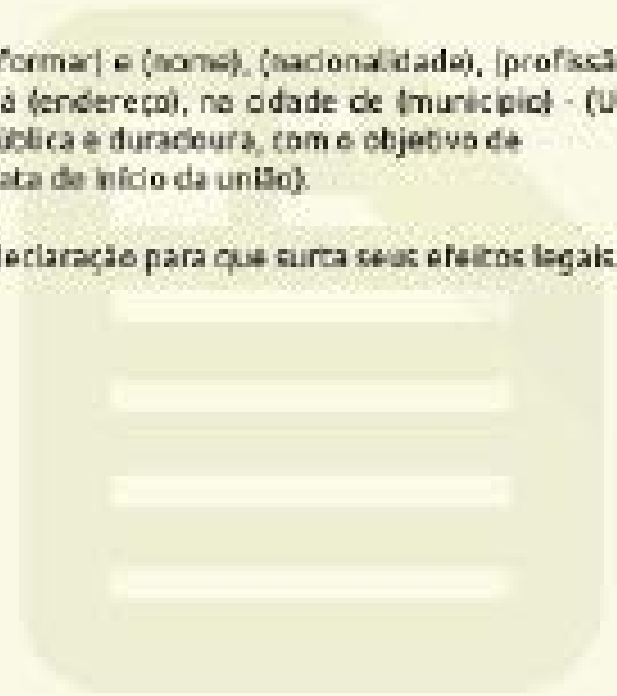 formar) e (nome), (nacionalidade), (profissã
a (endereço), na cidade de (município) - (U
ública e duradoura, com o objetivo de
ata de início da união).
declaração para que surta seus efeitos legais.